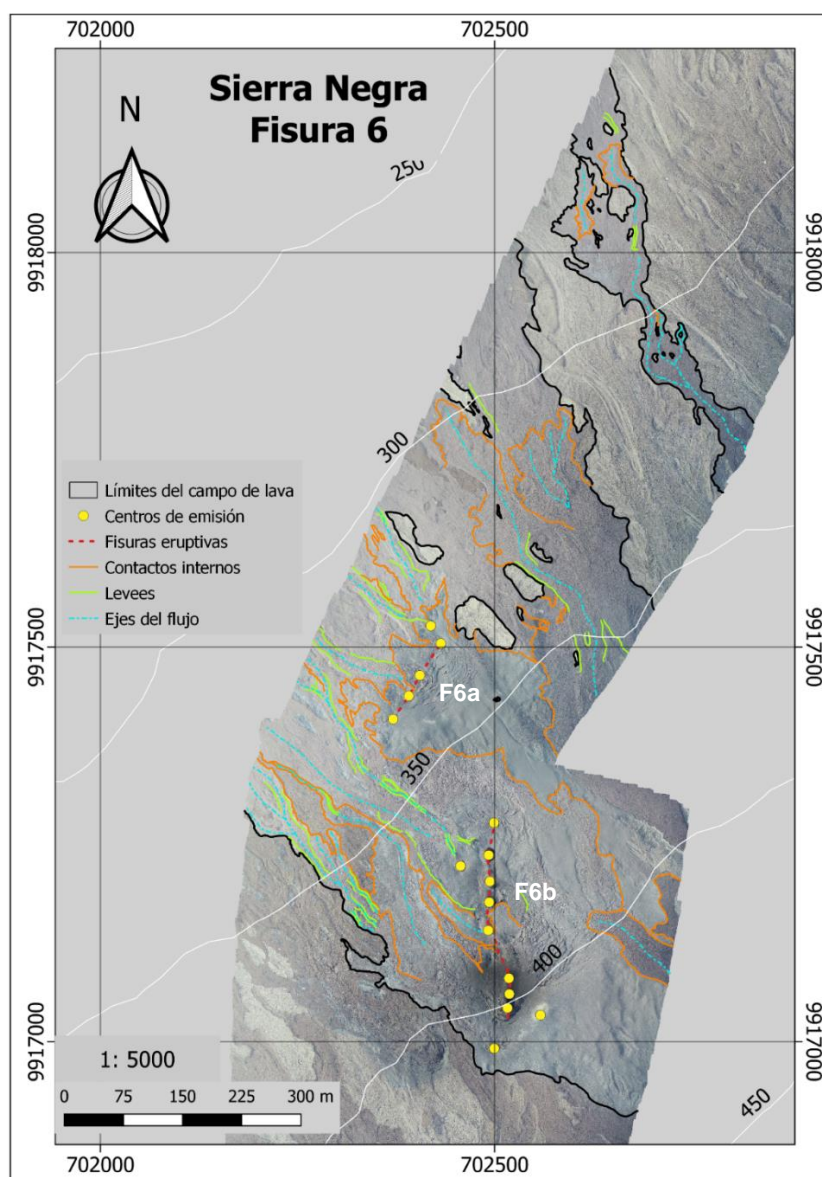 702000
702500
Sierra Negra
Fisura 6
N
250
9918000
9918000
300
Límites del campo de lava
Centros de emisión
Fisuras eruptivas
Contactos internos
Levees
Ejes del flujo
9917500
9917500
F6a
350
F6b
400
9917000
9917000
1: 5000
0 75 150 225 300 m
450
702000
702500